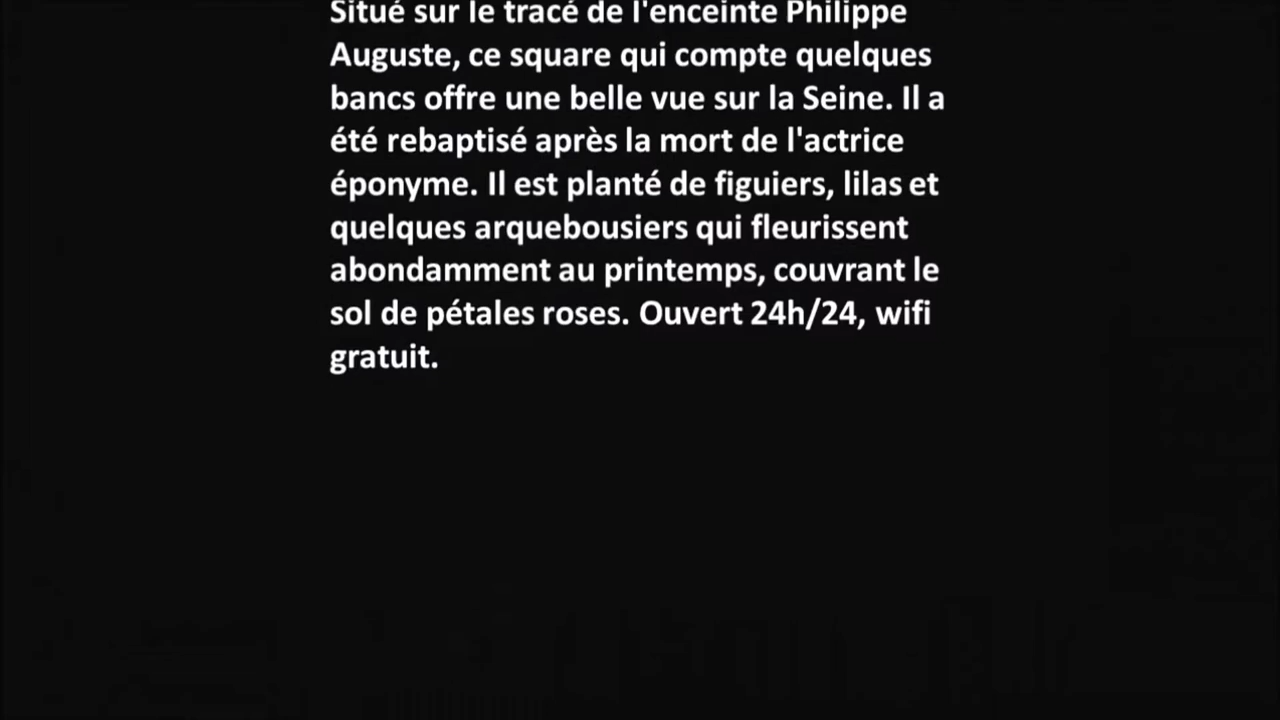 Situé sur le tracé de l'enceinte Philippe
Auguste, ce square qui compte quelques
bancs offre une belle vue sur la Seine. Il a
été rebaptisé après la mort de l'actrice
éponyme. Il est planté de figuiers, lilas et
quelques arquebousiers qui fleurissent
abondamment au printemps, couvrant le
sol de pétales roses. Ouvert 24h/24, wifi
gratuit.